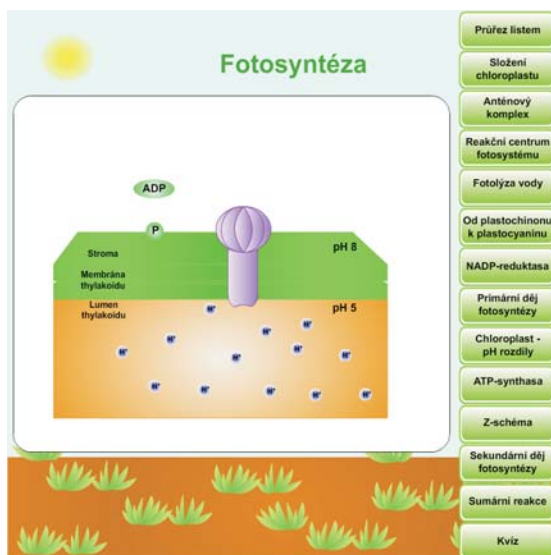 Fotosyntéza
ADP
P
pH 8
Stroma
Membrána
thylakoidu
Lumen
thylakoidu
pH 5
H⁺
H⁺
H⁺
H⁺
H⁺
H⁺
H⁺
H⁺
H⁺
H⁺
H⁺
H⁺
H⁺
Průřez listem
Složení
chloroplastu
Anténový
komplex
Reakční centrum
fotosystému
Fotolýza vody
Od plastochinonu
k plastocyaninu
NADP-reduktasa
Primární děj
fotosyntézy
Chloroplast -
pH rozdíly
ATP-synthasa
Z-schéma
Sekundární děj
fotosyntézy
Sumární reakce
Kvíz